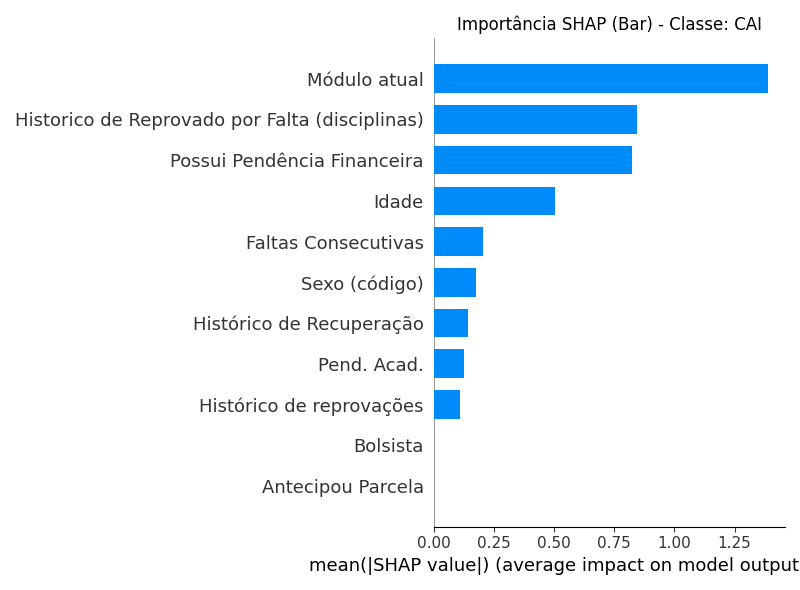 Importância SHAP (Bar) - Classe: CAI
Módulo atual
Historico de Reprovado por Falta (disciplinas)
Possui Pendência Financeira
Idade
Faltas Consecutivas
Sexo (código)
Histórico de Recuperação
Pend. Acad.
Histórico de reprovações
Bolsista
Antecipou Parcela
0.00 0.25 0.50 0.75 1.00 1.25
mean(|SHAP value|) (average impact on model output